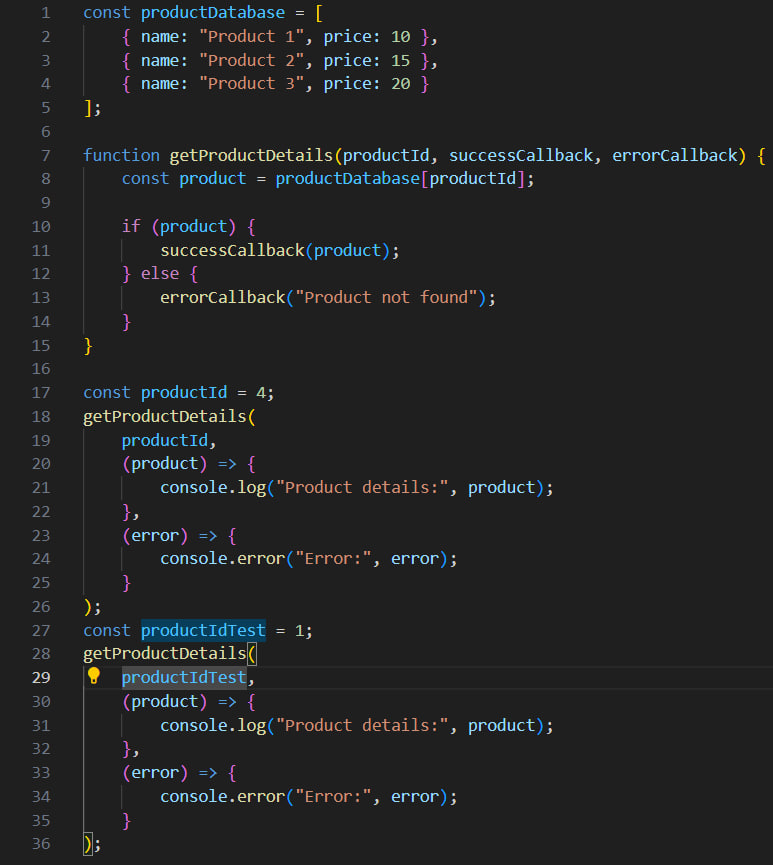 1 const productDatabase = [
2     { name: "Product 1", price: 10 },
3     { name: "Product 2", price: 15 },
4     { name: "Product 3", price: 20 }
5 ];
6
7 function getProductDetails(productId, successCallback, errorCallback) {
8     const product = productDatabase[productId];
9
10     if (product) {
11         successCallback(product);
12     } else {
13         errorCallback("Product not found");
14     }
15 }
16
17 const productId = 4;
18 getProductDetails(
19     productId,
20     (product) => {
21         console.log("Product details:", product);
22     },
23     (error) => {
24         console.error("Error:", error);
25     }
26 );
27 const productIdTest = 1;
28 getProductDetails(
29     productIdTest,
30     (product) => {
31         console.log("Product details:", product);
32     },
33     (error) => {
34         console.error("Error:", error);
35     }
36 );